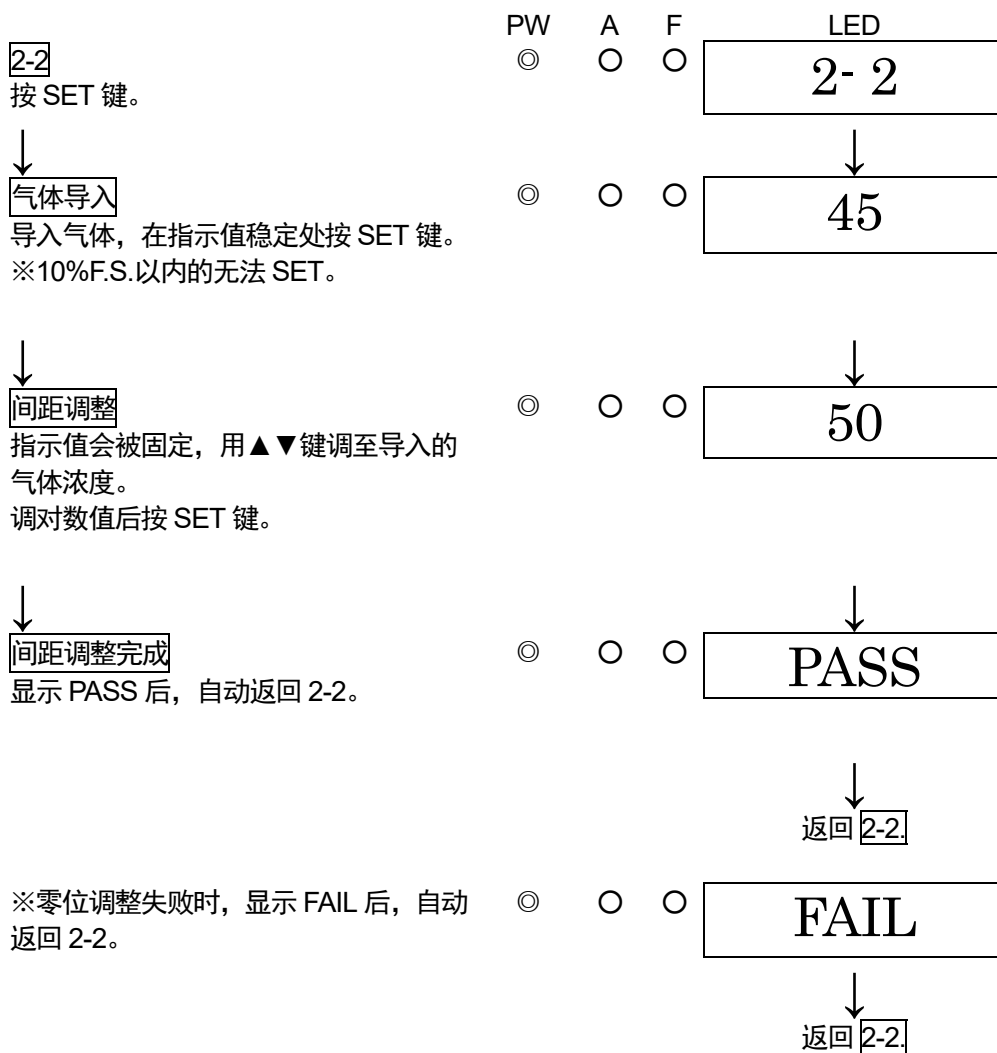 PW A F LED
2-2 ◎ ○ ○ 2- 2
按 SET 键。
↓ ↓
气体导入 ◎ ○ ○ 45
导入气体，在指示值稳定处按 SET 键。
※10%F.S.以内的无法 SET。
↓ ↓
间距调整 ◎ ○ ○ 50
指示值会被固定，用▲▼键调至导入的
气体浓度。
调对数值后按 SET 键。
↓ ↓
间距调整完成 ◎ ○ ○ PASS
显示 PASS 后，自动返回 2-2。
↓
返回 2-2.
※零位调整失败时，显示 FAIL 后，自动 ◎ ○ ○ FAIL
返回 2-2。
↓
返回 2-2.